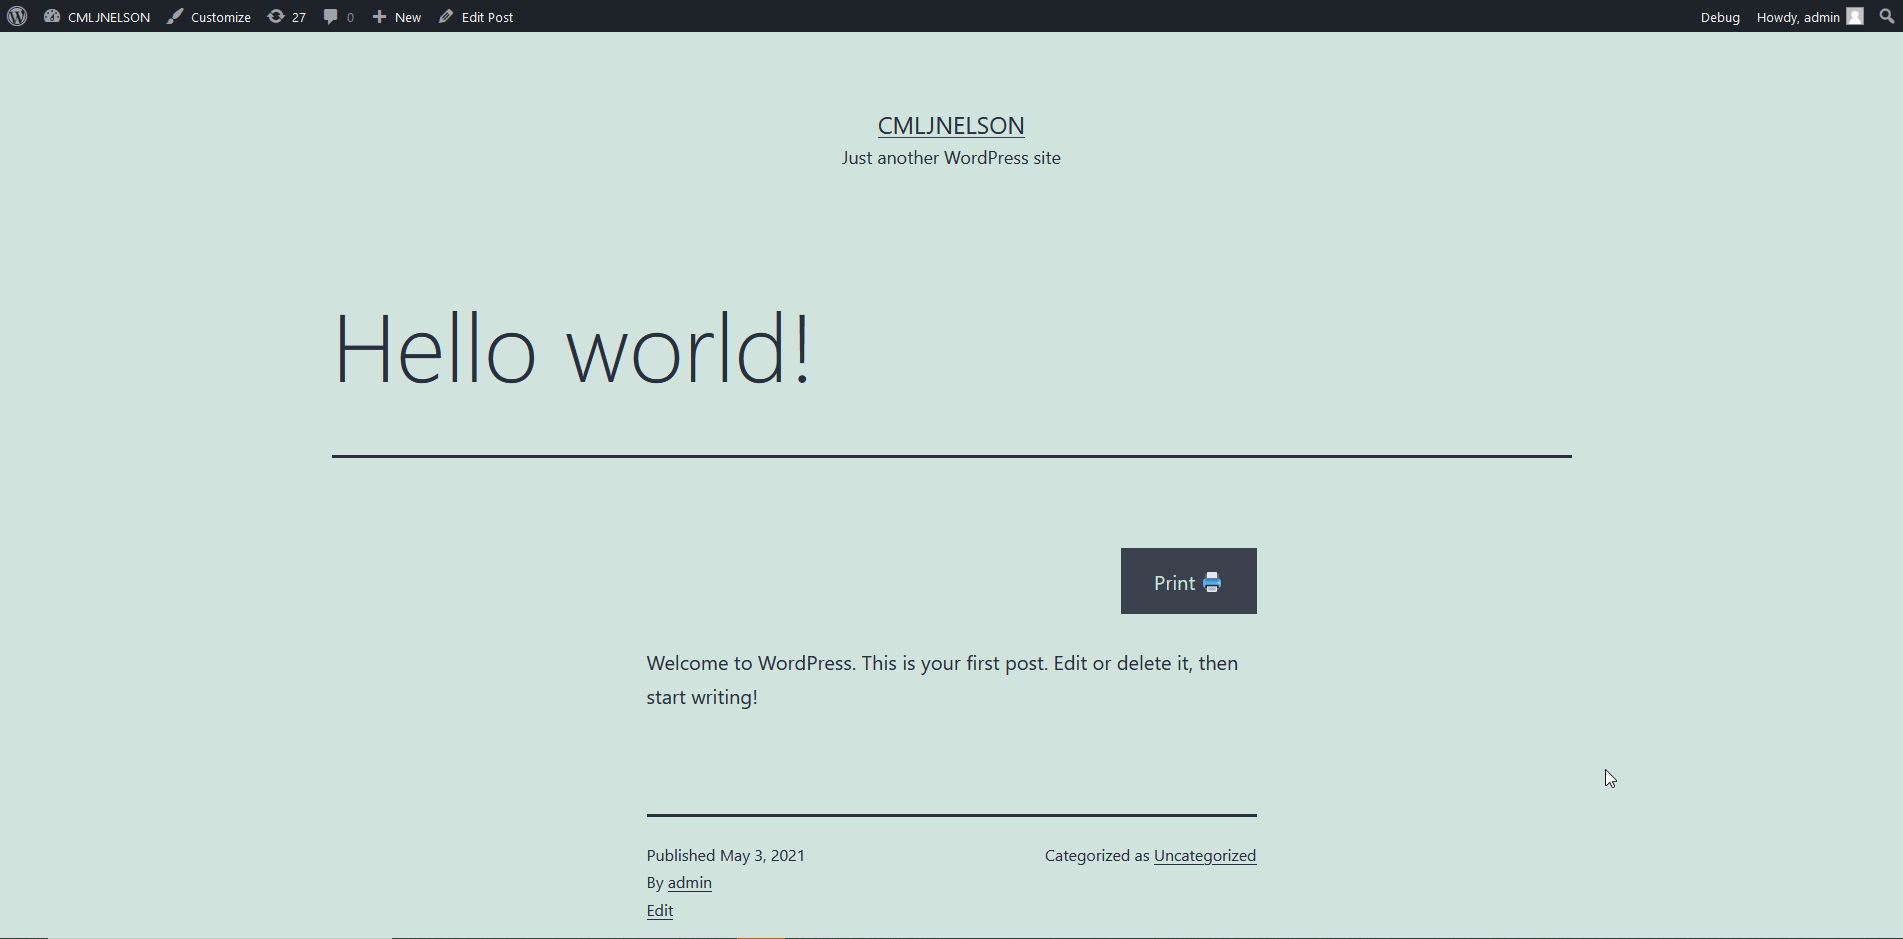 CMLJNELSON Customize 27 0 New Edit Post Debug Howdy, admin
CMLJNELSON
Just another WordPress site
Hello world!
Print
Welcome to WordPress. This is your first post. Edit or delete it, then
start writing!
Published May 3, 2021 Categorized as Uncategorized
By admin
Edit